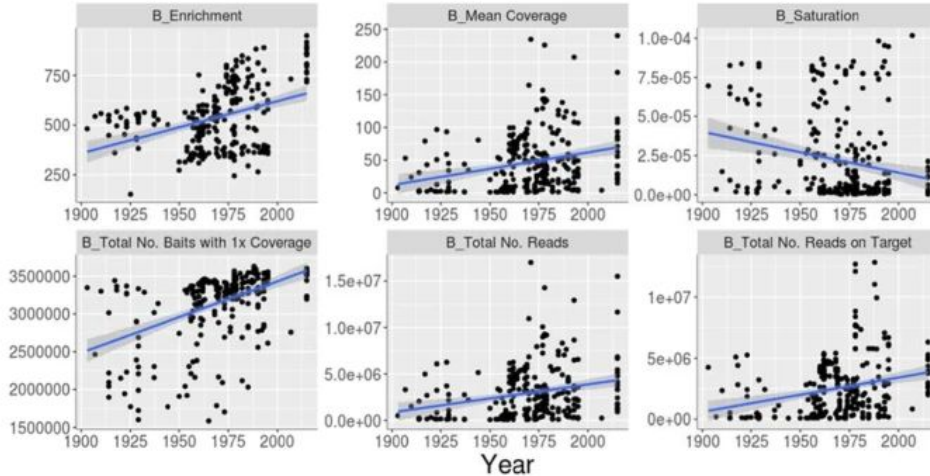 B_Enrichment
750
500
250
1900 1925 1950 1975 2000
B_Mean Coverage
250
200
150
100
50
0
1900 1925 1950 1975 2000
B_Saturation
1.0e-04
7.5e-05
5.0e-05
2.5e-05
0.0e+00
1900 1925 1950 1975 2000
B_Total No. Baits with 1x Coverage
3500000
3000000
2500000
2000000
1500000
1900 1925 1950 1975 2000
B_Total No. Reads
1.5e+07
1.0e+07
5.0e+06
0.0e+00
1900 1925 1950 1975 2000
B_Total No. Reads on Target
1e+07
5e+06
0e+00
1900 1925 1950 1975 2000
Year